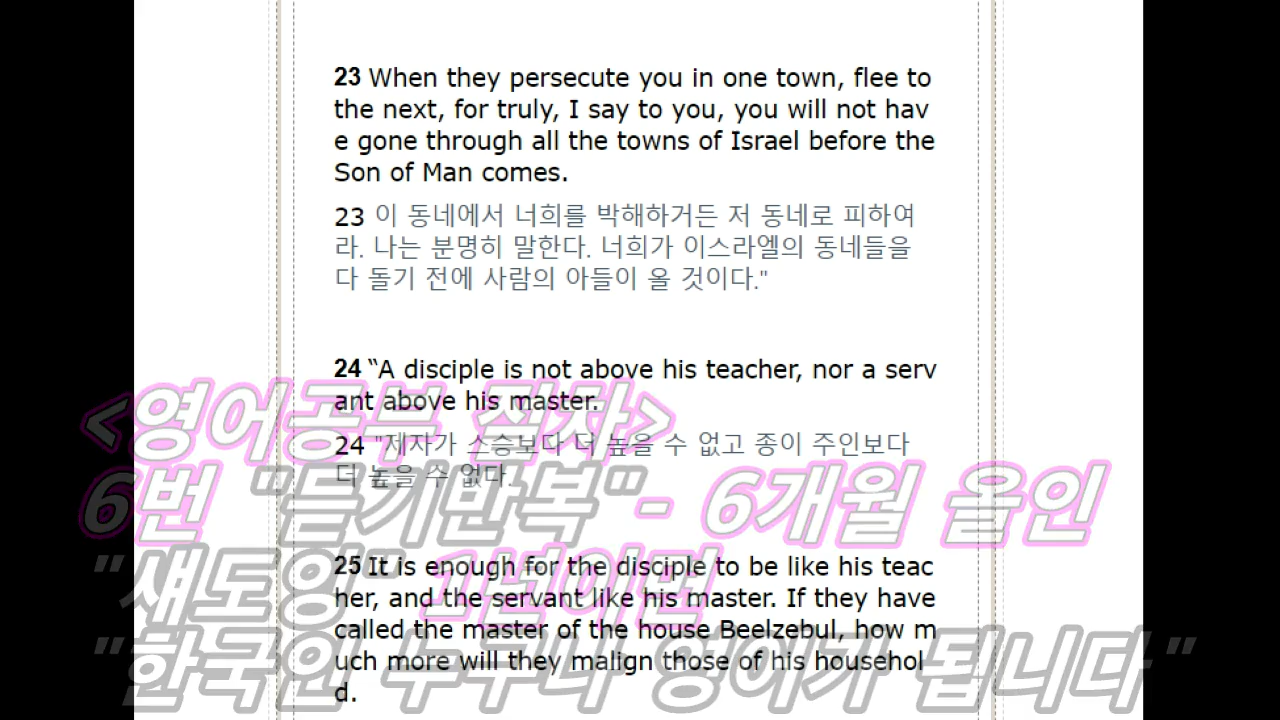 23 When they persecute you in one town, flee to
the next, for truly, I say to you, you will not hav
e gone through all the towns of Israel before the
Son of Man comes.
23 이 동네에서 너희를 박해하거든 저 동네로 피하여
라. 나는 분명히 말한다. 너희가 이스라엘의 동네들을
다 돌기 전에 사람의 아들이 올 것이다."
24 “A disciple is not above his teacher, nor a serv
ant above his master.
24 "제자가 스승보다 더 높을 수 없고 종이 주인보다
더 높을 수 없다.
25 It is enough for the disciple to be like his teac
her, and the servant like his master. If they have
called the master of the house Beelzebul, how m
uch more will they malign those of his househol
d.
<영어공부 절차>
6번 "듣기반복"- 6개월 올인
"섀도잉" 1년이면
"한국인 누구나 영어가 됩니다"